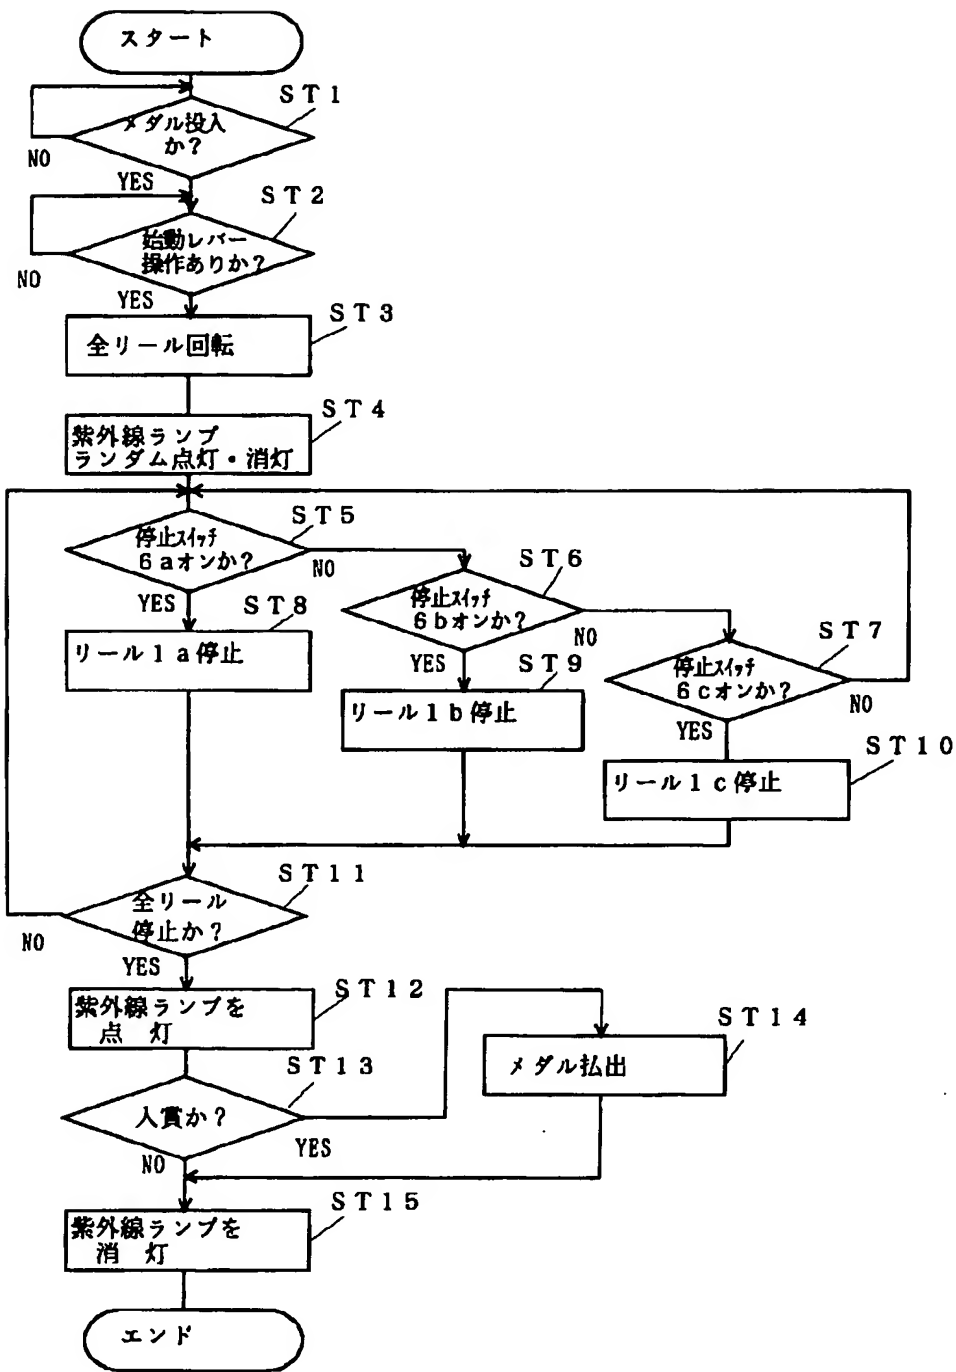 スタート
ST1
メダル投入
か?
NO
YES
ST2
始動レバー
操作ありか?
NO
YES
ST3
全リール回転
ST4
紫外線ランプ
ランダム点灯・消灯
ST5
停止スイッチ
6aオンか?
NO
YES
ST6
停止スイッチ
6bオンか?
NO
YES
ST7
停止スイッチ
6cオンか?
NO
YES
ST8
リール1a停止
ST9
リール1b停止
ST10
リール1c停止
ST11
全リール
停止か?
NO
YES
ST12
紫外線ランプを
点 灯
ST13
入賞か?
YES
NO
ST14
メダル払出
ST15
紫外線ランプを
消 灯
エンド